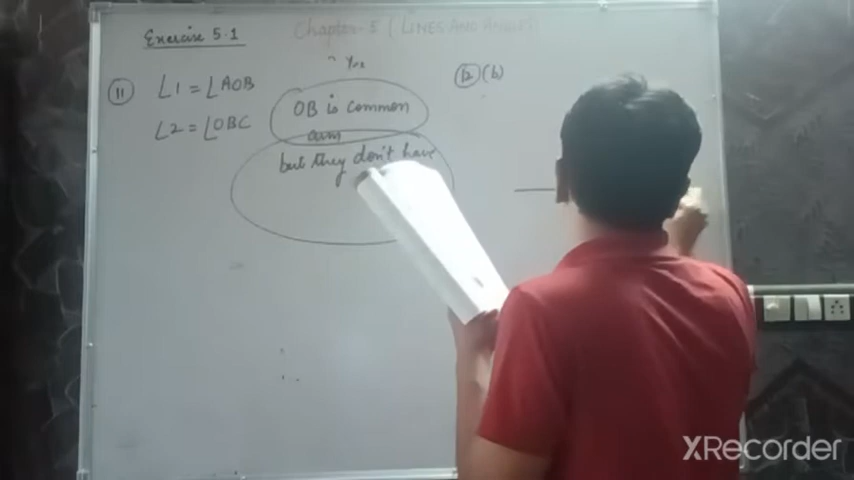 Exercise 5.1
Chapter-5 (LINES AND ANGLES)
(11) ∠1 = ∠AOB
∠2 = ∠OBC
OB is common
arm
but they don't have
(12)(b)
XRecorder